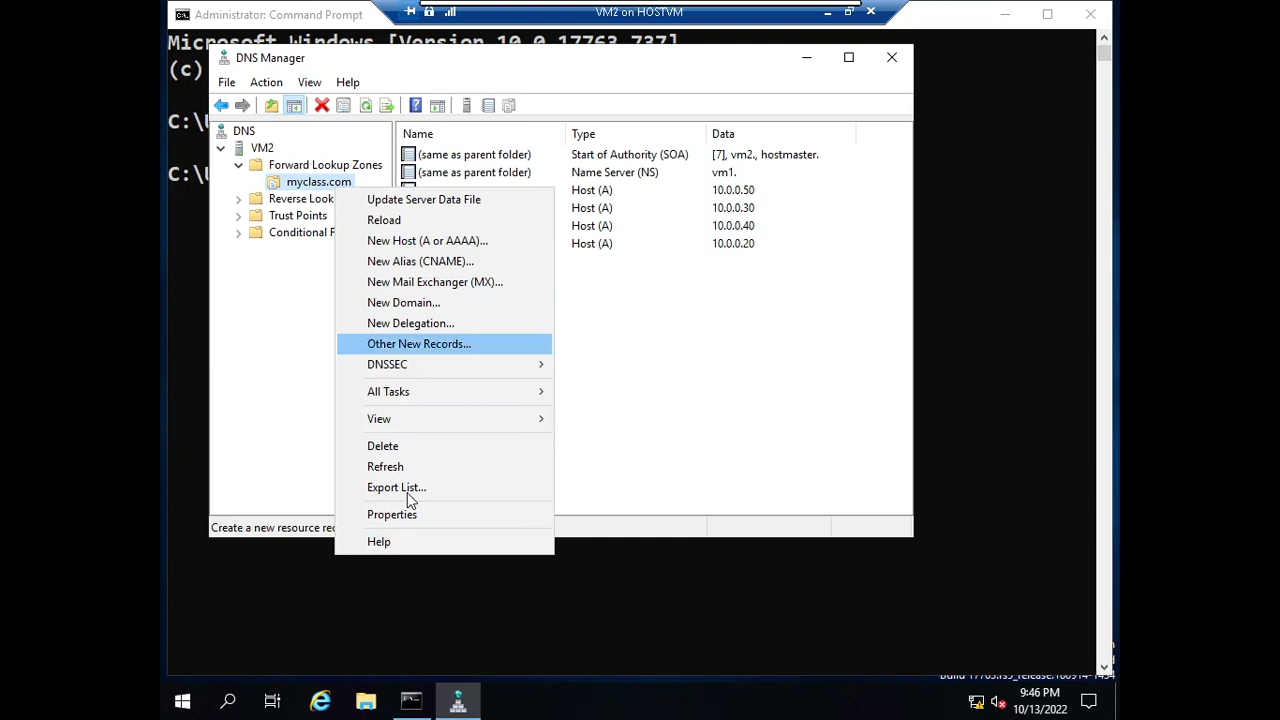 Administrator: Command Prompt
VM2 on HOSTVM
Microsoft Windows [Version 10.0.17763.737]
(c)
DNS Manager
File Action View Help
C:\
C:\
DNS
VM2
Forward Lookup Zones
myclass.com
Reverse Look
Trust Points
Conditional F
Name Type Data
(same as parent folder) Start of Authority (SOA) [7], vm2., hostmaster.
(same as parent folder) Name Server (NS) vm1.
Host (A) 10.0.0.50
Host (A) 10.0.0.30
Host (A) 10.0.0.40
Host (A) 10.0.0.20
Update Server Data File
Reload
New Host (A or AAAA)...
New Alias (CNAME)...
New Mail Exchanger (MX)...
New Domain...
New Delegation...
Other New Records...
DNSSEC
All Tasks
View
Delete
Refresh
Export List...
Properties
Help
Create a new resource rec
9:46 PM
10/13/2022